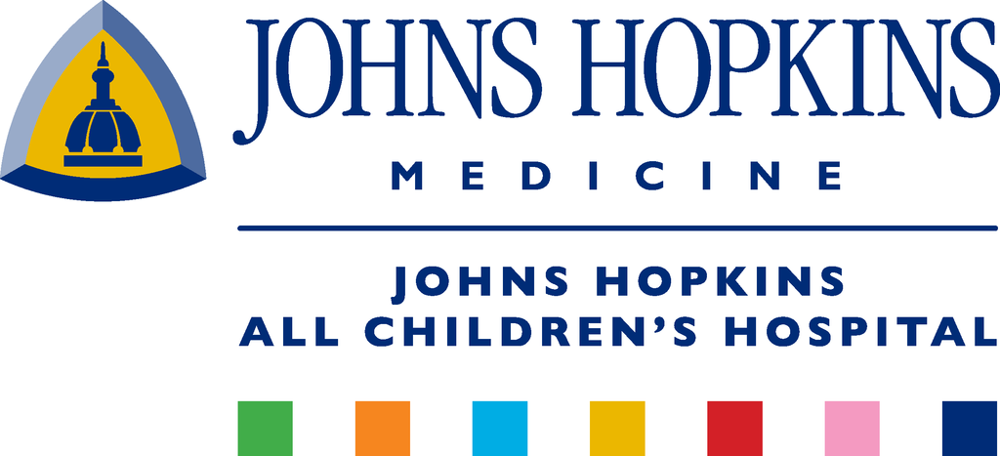 JOHNS HOPKINS
MEDICINE
JOHNS HOPKINS
ALL CHILDREN’S HOSPITAL